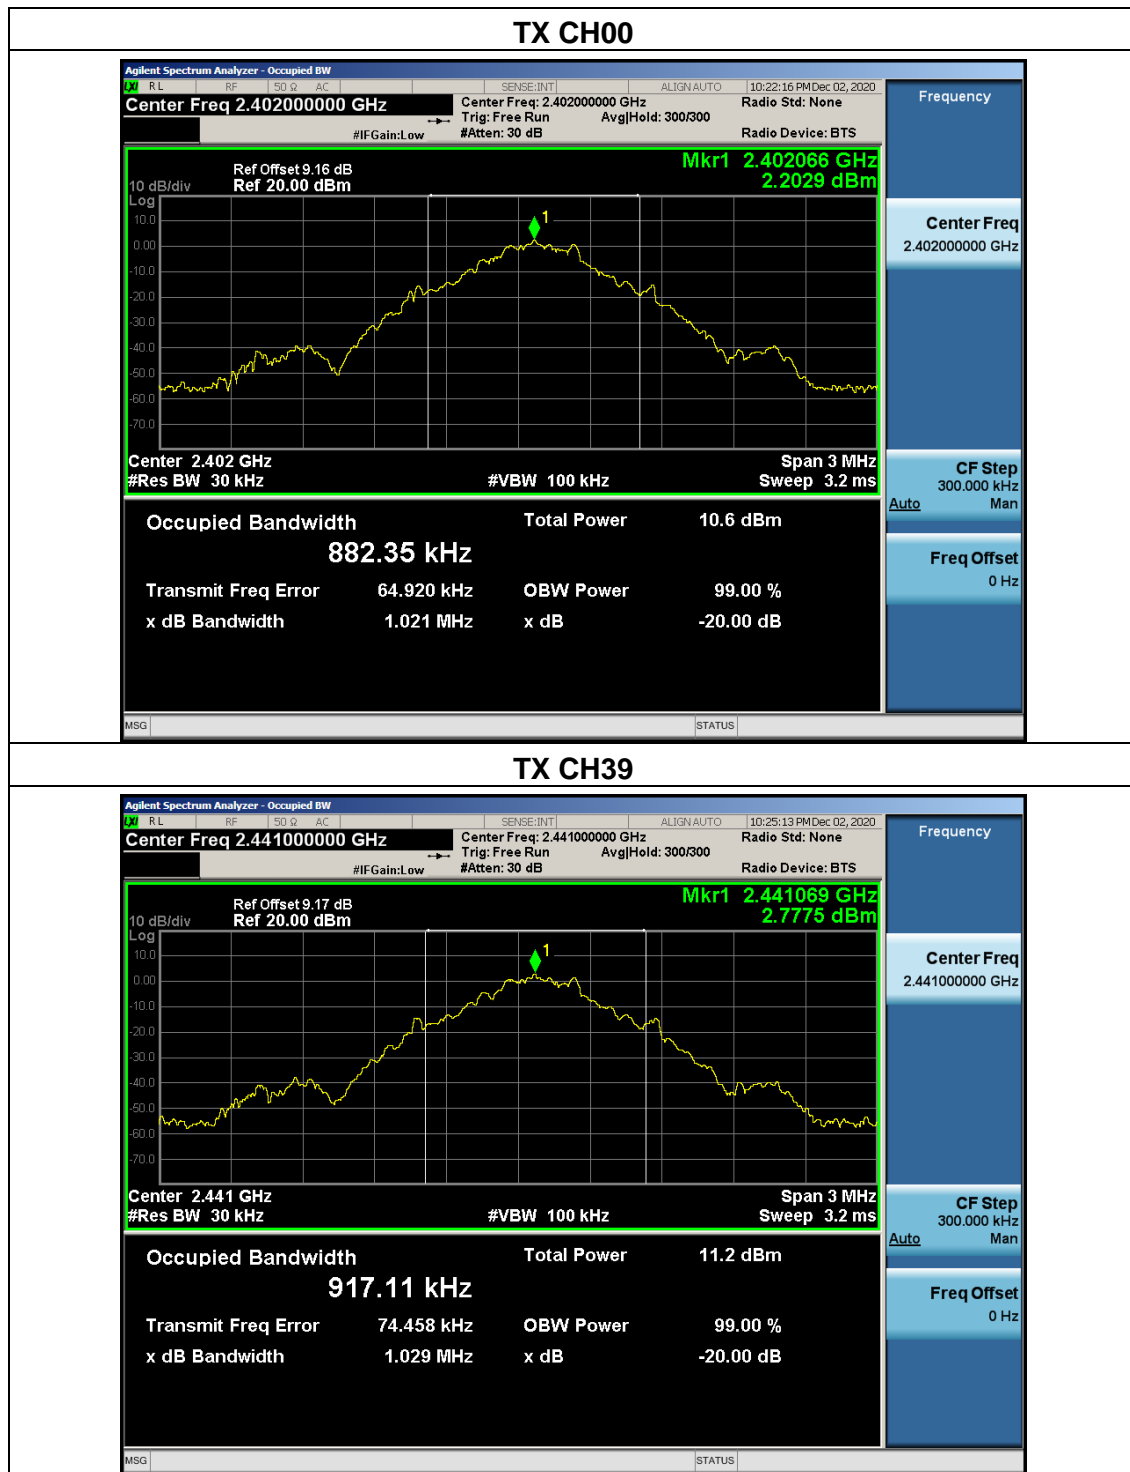 TX CH00
Agilent Spectrum Analyzer - Occupied BW
LXI RL RF 50 Ω AC SENSE:INT ALIGN AUTO 10:22:16 PM Dec 02, 2020
Center Freq 2.402000000 GHz
Center Freq: 2.402000000 GHz
Radio Std: None
Trig: Free Run Avg|Hold: 300/300
#IFGain:Low #Atten: 30 dB Radio Device: BTS
Frequency
Mkr1 2.402066 GHz
2.2029 dBm
Ref Offset 9.16 dB
10 dB/div Ref 20.00 dBm
Log
10.0
0.00
-10.0
-20.0
-30.0
-40.0
-50.0
-60.0
-70.0
1
Center 2.402 GHz Span 3 MHz
#Res BW 30 kHz #VBW 100 kHz Sweep 3.2 ms
Center Freq
2.402000000 GHz
CF Step
300.000 kHz
Auto Man
Freq Offset
0 Hz
Occupied Bandwidth Total Power 10.6 dBm
882.35 kHz
Transmit Freq Error 64.920 kHz OBW Power 99.00 %
x dB Bandwidth 1.021 MHz x dB -20.00 dB
MSG STATUS
TX CH39
Agilent Spectrum Analyzer - Occupied BW
LXI RL RF 50 Ω AC SENSE:INT ALIGN AUTO 10:25:13 PM Dec 02, 2020
Center Freq 2.441000000 GHz
Center Freq: 2.441000000 GHz
Radio Std: None
Trig: Free Run Avg|Hold: 300/300
#IFGain:Low #Atten: 30 dB Radio Device: BTS
Frequency
Mkr1 2.441069 GHz
2.7775 dBm
Ref Offset 9.17 dB
10 dB/div Ref 20.00 dBm
Log
10.0
0.00
-10.0
-20.0
-30.0
-40.0
-50.0
-60.0
-70.0
1
Center 2.441 GHz Span 3 MHz
#Res BW 30 kHz #VBW 100 kHz Sweep 3.2 ms
Center Freq
2.441000000 GHz
CF Step
300.000 kHz
Auto Man
Freq Offset
0 Hz
Occupied Bandwidth Total Power 11.2 dBm
917.11 kHz
Transmit Freq Error 74.458 kHz OBW Power 99.00 %
x dB Bandwidth 1.029 MHz x dB -20.00 dB
MSG STATUS